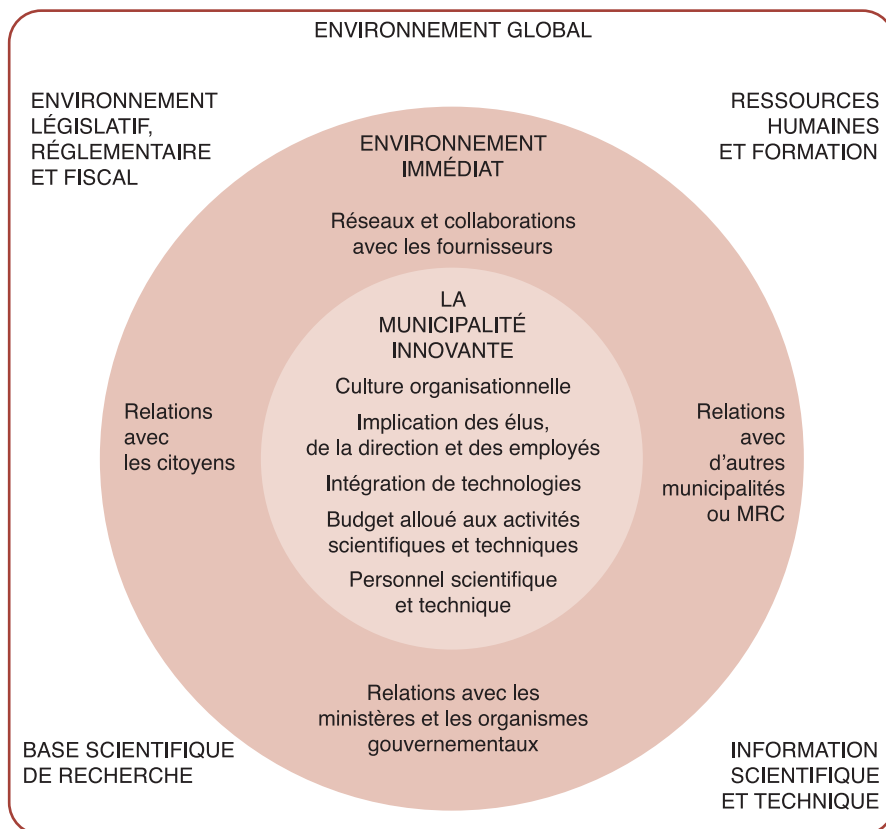 ENVIRONNEMENT GLOBAL
ENVIRONNEMENT
LÉGISLATIF,
RÉGLEMENTAIRE
ET FISCAL
RESSOURCES
HUMAINES
ET FORMATION
ENVIRONNEMENT
IMMÉDIAT
Réseaux et collaborations
avec les fournisseurs
LA
MUNICIPALITÉ
INNOVANTE
Culture organisationnelle
Implication des élus,
de la direction et des employés
Intégration de technologies
Budget alloué aux activités
scientifiques et techniques
Personnel scientifique
et technique
Relations
avec
les citoyens
Relations
avec
d'autres
municipalités
ou MRC
Relations avec les
ministères et les organismes
gouvernementaux
BASE SCIENTIFIQUE
DE RECHERCHE
INFORMATION
SCIENTIFIQUE
ET TECHNIQUE